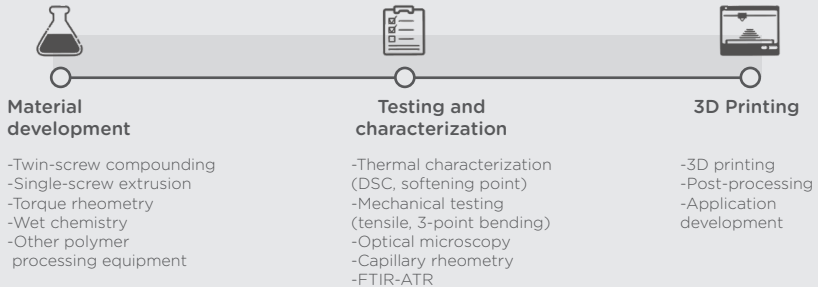 Material
development
-Twin-screw compounding
-Single-screw extrusion
-Torque rheometry
-Wet chemistry
-Other polymer
processing equipment
Testing and
characterization
-Thermal characterization
(DSC, softening point)
-Mechanical testing
(tensile, 3-point bending)
-Optical microscopy
-Capillary rheometry
-FTIR-ATR
3D Printing
-3D printing
-Post-processing
-Application
development